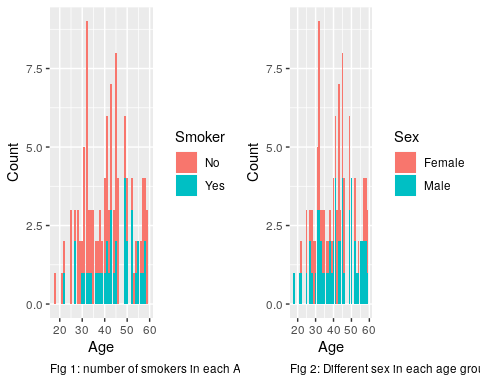 7.5
5.0
2.5
0.0
Count
20 30 40 50 60
Age
Smoker
No
Yes
Fig 1: number of smokers in each A
7.5
5.0
2.5
0.0
Count
20 30 40 50 60
Age
Sex
Female
Male
Fig 2: Different sex in each age grou